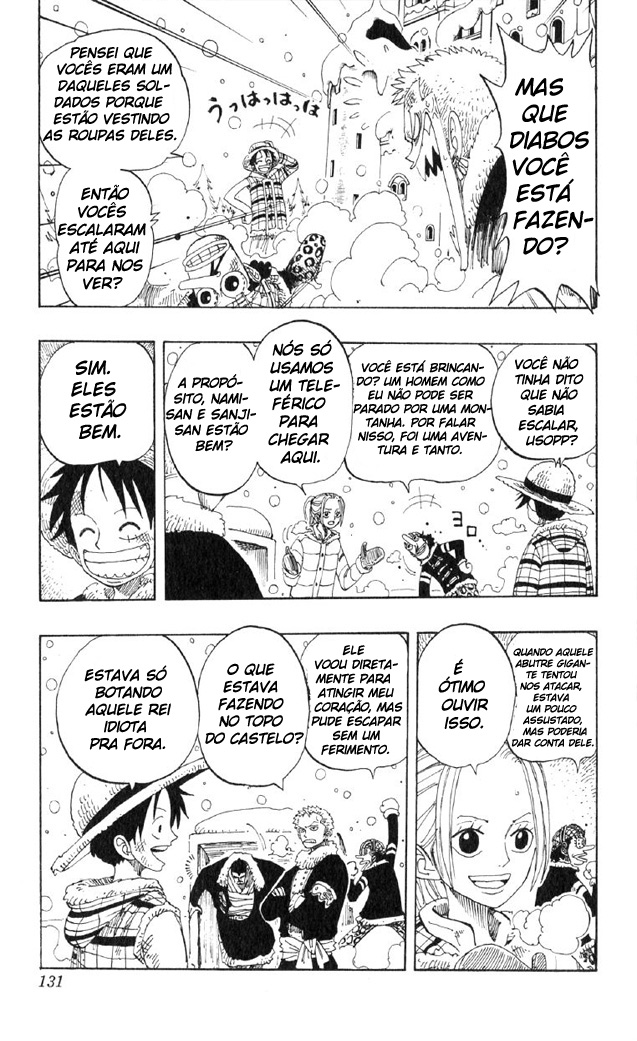 MAS
QUE
DIABOS
VOCÊ
ESTÁ
FAZEN-
DO?
PENSEI QUE
VOCÊS ERAM UM
DAQUELES SOL-
DADOS PORQUE
ESTÃO VESTINDO
AS ROUPAS DELES.
うっはっはっは
ENTÃO
VOCÊS
ESCALARAM
ATÉ AQUI
PARA NOS
VER?
VOCÊ NÃO
TINHA DITO
QUE NÃO
SABIA
ESCALAR,
USOPP?
VOCÊ ESTÁ BRINCAN-
DO? UM HOMEM COMO
EU NÃO PODE SER
PARADO POR UMA MON-
TANHA. POR FALAR
NISSO, FOI UMA AVEN-
TURA E TANTO.
NÓS SÓ
USAMOS
UM TELE-
FÉRICO
PARA
CHEGAR
AQUI.
A PROPÓ-
SITO, NAMI-
SAN E SANJI-
SAN ESTÃO
BEM?
ヨロ
SIM.
ELES
ESTÃO
BEM.
QUANDO AQUELE
ABUTRE GIGAN-
TE TENTOU
NOS ATACAR,
ESTAVA
UM POUCO
ASSUSTADO,
MAS PODERIA
DAR CONTA DELE.
É
ÓTIMO
OUVIR
ISSO.
ELE
VOOU DIRETA-
MENTE PARA
ATINGIR MEU
CORAÇÃO, MAS
PUDE ESCAPAR
SEM UM
FERIMENTO.
O QUE
ESTAVA
FAZENDO
NO TOPO
DO CASTELO?
ESTAVA SÓ
BOTANDO
AQUELE REI
IDIOTA
PRA FORA.
131